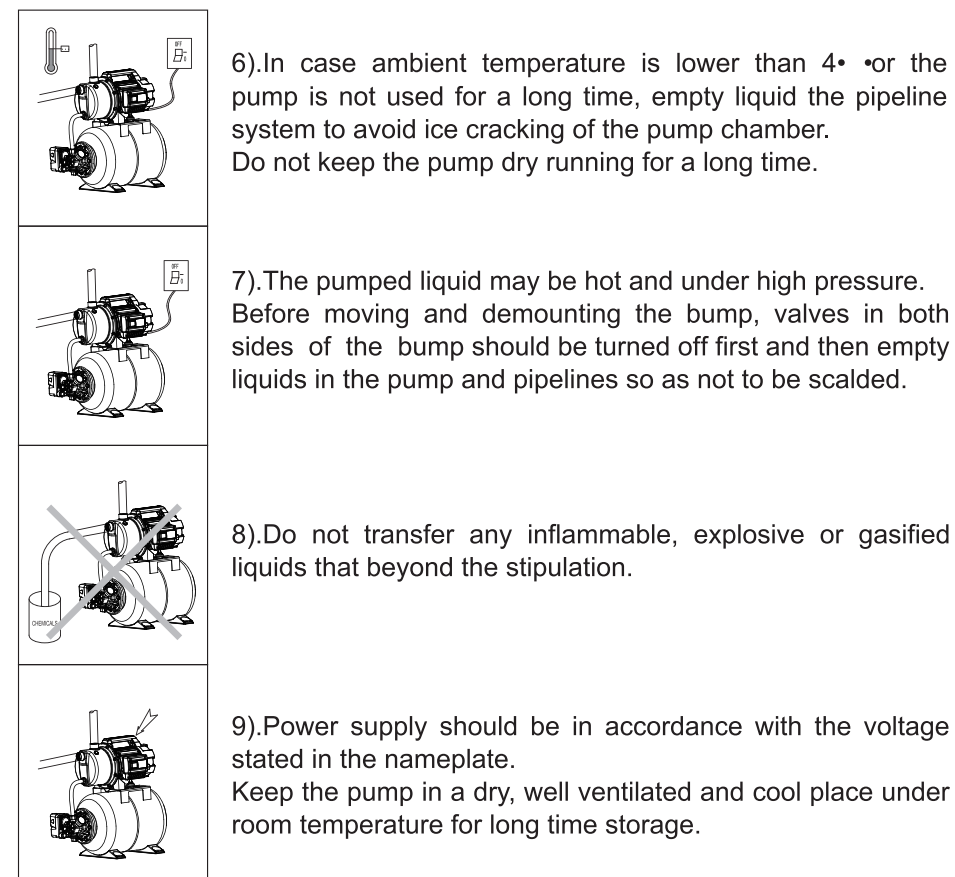 OFF
0
6).In case ambient temperature is lower than 4• •or the
pump is not used for a long time, empty liquid the pipeline
system to avoid ice cracking of the pump chamber.
Do not keep the pump dry running for a long time.
OFF
0
7).The pumped liquid may be hot and under high pressure.
Before moving and demounting the bump, valves in both
sides of the bump should be turned off first and then empty
liquids in the pump and pipelines so as not to be scalded.
CHEMICALS
8).Do not transfer any inflammable, explosive or gasified
liquids that beyond the stipulation.
9).Power supply should be in accordance with the voltage
stated in the nameplate.
Keep the pump in a dry, well ventilated and cool place under
room temperature for long time storage.